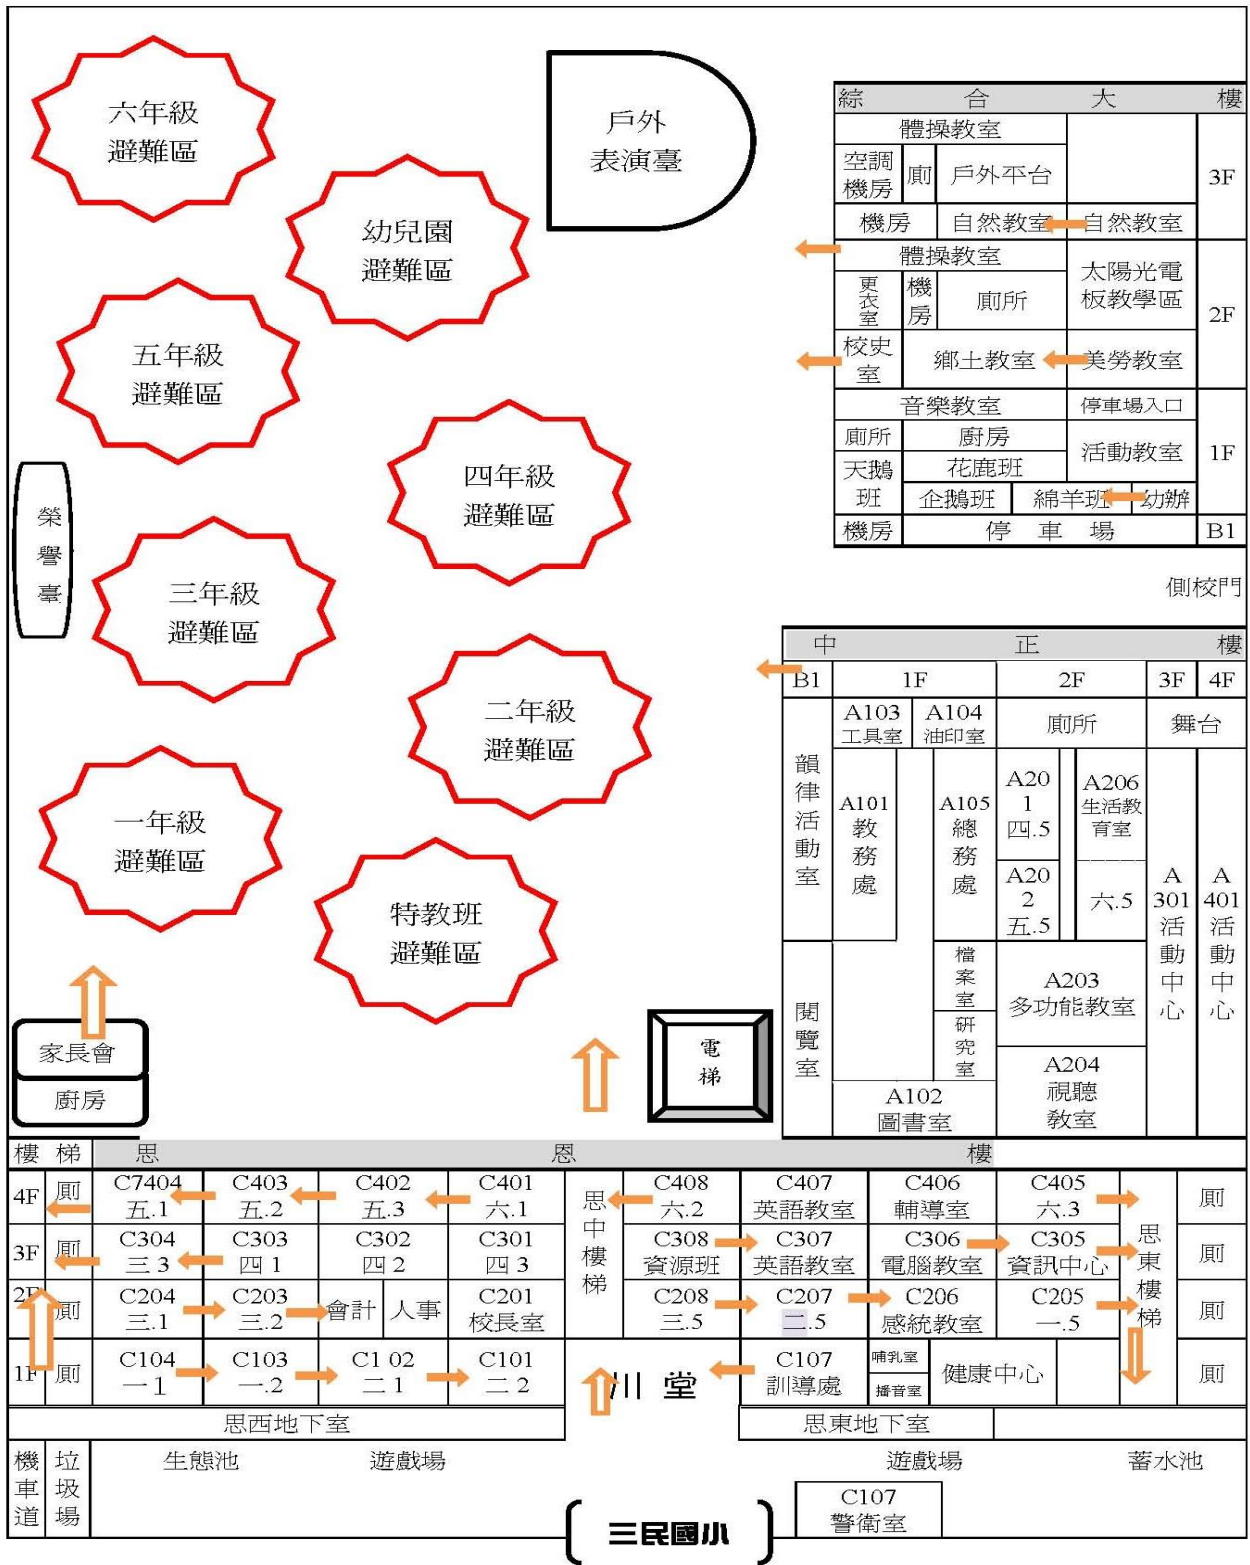 六年級
避難區
幼兒園
避難區
五年級
避難區
四年級
避難區
三年級
避難區
二年級
避難區
一年級
避難區
特教班
避難區
榮譽臺
戶外
表演臺
綜 合 大 樓
體操教室
空調
機房
廁
戶外平台
3F
機房
自然教室
自然教室
體操教室
太陽光電
板教學區
更衣室
機房
廁所
2F
校史
室
鄉土教室
美勞教室
音樂教室
停車場入口
廁所
廚房
活動教室
1F
天鵝
班
花鹿班
企鵝班
綿羊班
幼辦
機房
停 車 場
B1
側校門
中 正 樓
B1
1F
2F
3F
4F
A103
工具室
A104
油印室
廁所
舞台
韻律活動室
A101
教務處
A105
總務處
A20
1
四.5
A206
生活教
育室
A20
2
五.5
六.5
A
301
活動中心
A
401
活動中心
閱覽室
檔案室
研究室
A203
多功能教室
A102
圖書室
A204
視聽
教室
家長會
廚房
電梯
樓 梯 思 恩 樓
4F
廁
C7404
五.1
C403
五.2
C402
五.3
C401
六.1
思中樓梯
C408
六.2
C407
英語教室
C406
輔導室
C405
六.3
思東樓梯
廁
3F
廁
C304
三 3
C303
四 1
C302
四 2
C301
四 3
C308
資源班
C307
英語教室
C306
電腦教室
C305
資訊中心
廁
2F
廁
C204
三.1
C203
三.2
會計
人事
C201
校長室
C208
三.5
C207
二.5
C206
感統教室
C205
一.5
廁
1F
廁
C104
一 1
C103
一.2
C1 02
二 1
C101
二 2
川 堂
C107
訓導處
哺乳室
播音室
健康中心
廁
思西地下室
思東地下室
機車道
垃圾場
生態池
遊戲場
遊戲場
蓄水池
C107
警衛室
三民國小